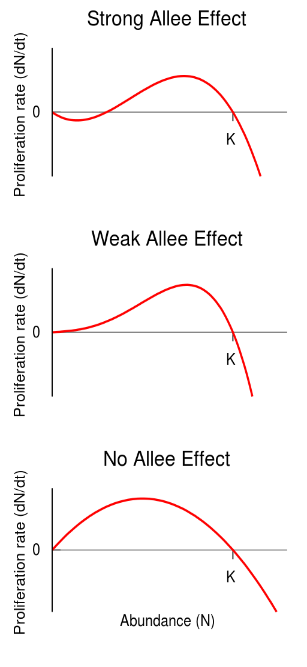 Strong Allee Effect
Proliferation rate (dN/dt)
0
K
Weak Allee Effect
Proliferation rate (dN/dt)
0
K
No Allee Effect
Proliferation rate (dN/dt)
0
K
Abundance (N)